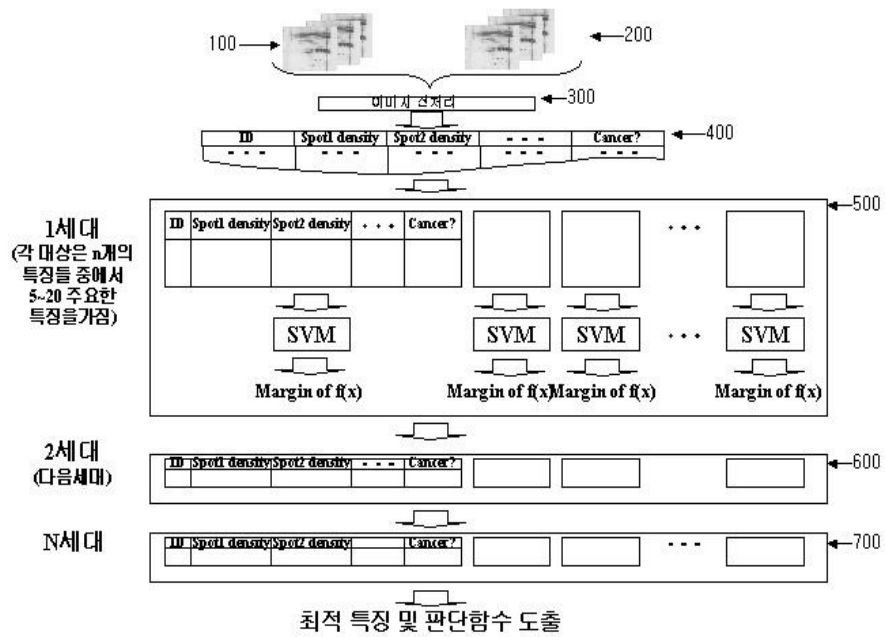 100
200
이미지 전처리
300
ID Spot1 density Spot2 density - - - Cancer?
400
- - - - - - - - - - - - - - -
500
1세대
(각 대상은 n개의
특징들 중에서
5~20 주요한
특징을가짐)
ID Spot1 density Spot2 density · · · Cancer?
· · ·
SVM SVM SVM · · · SVM
Margin of f(x) Margin of f(x) Margin of f(x) Margin of f(x)
2세대
(다음세대)
ID Spot1 density Spot2 density - - - Cancer?
600
N세대
ID Spot1 density Spot2 density Cancer?
- - -
700
최적 특징 및 판단함수 도출